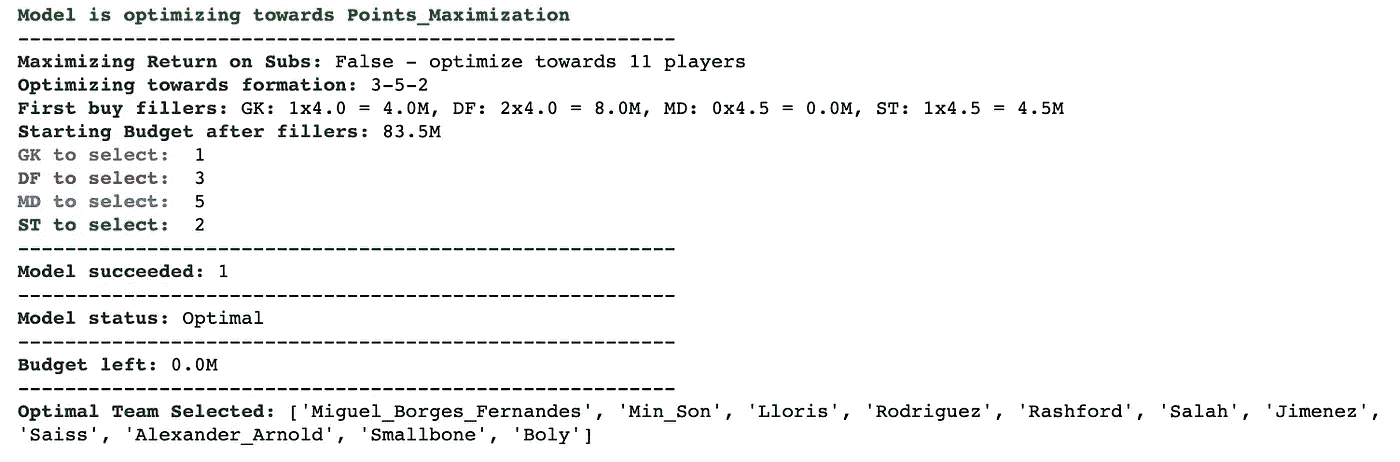 Model is optimizing towards Points_Maximization
--------------------------------------------------------
Maximizing Return on Subs: False - optimize towards 11 players
Optimizing towards formation: 3-5-2
First buy fillers: GK: 1x4.0 = 4.0M, DF: 2x4.0 = 8.0M, MD: 0x4.5 = 0.0M, ST: 1x4.5 = 4.5M
Starting Budget after fillers: 83.5M
GK to select:  1
DF to select:  3
MD to select:  5
ST to select:  2
--------------------------------------------------------
Model succeeded: 1
--------------------------------------------------------
Model status: Optimal
--------------------------------------------------------
Budget left: 0.0M
--------------------------------------------------------
Optimal Team Selected: ['Miguel_Borges_Fernandes', 'Min_Son', 'Lloris', 'Rodriguez', 'Rashford', 'Salah', 'Jimenez',
'Saiss', 'Alexander_Arnold', 'Smallbone', 'Boly']